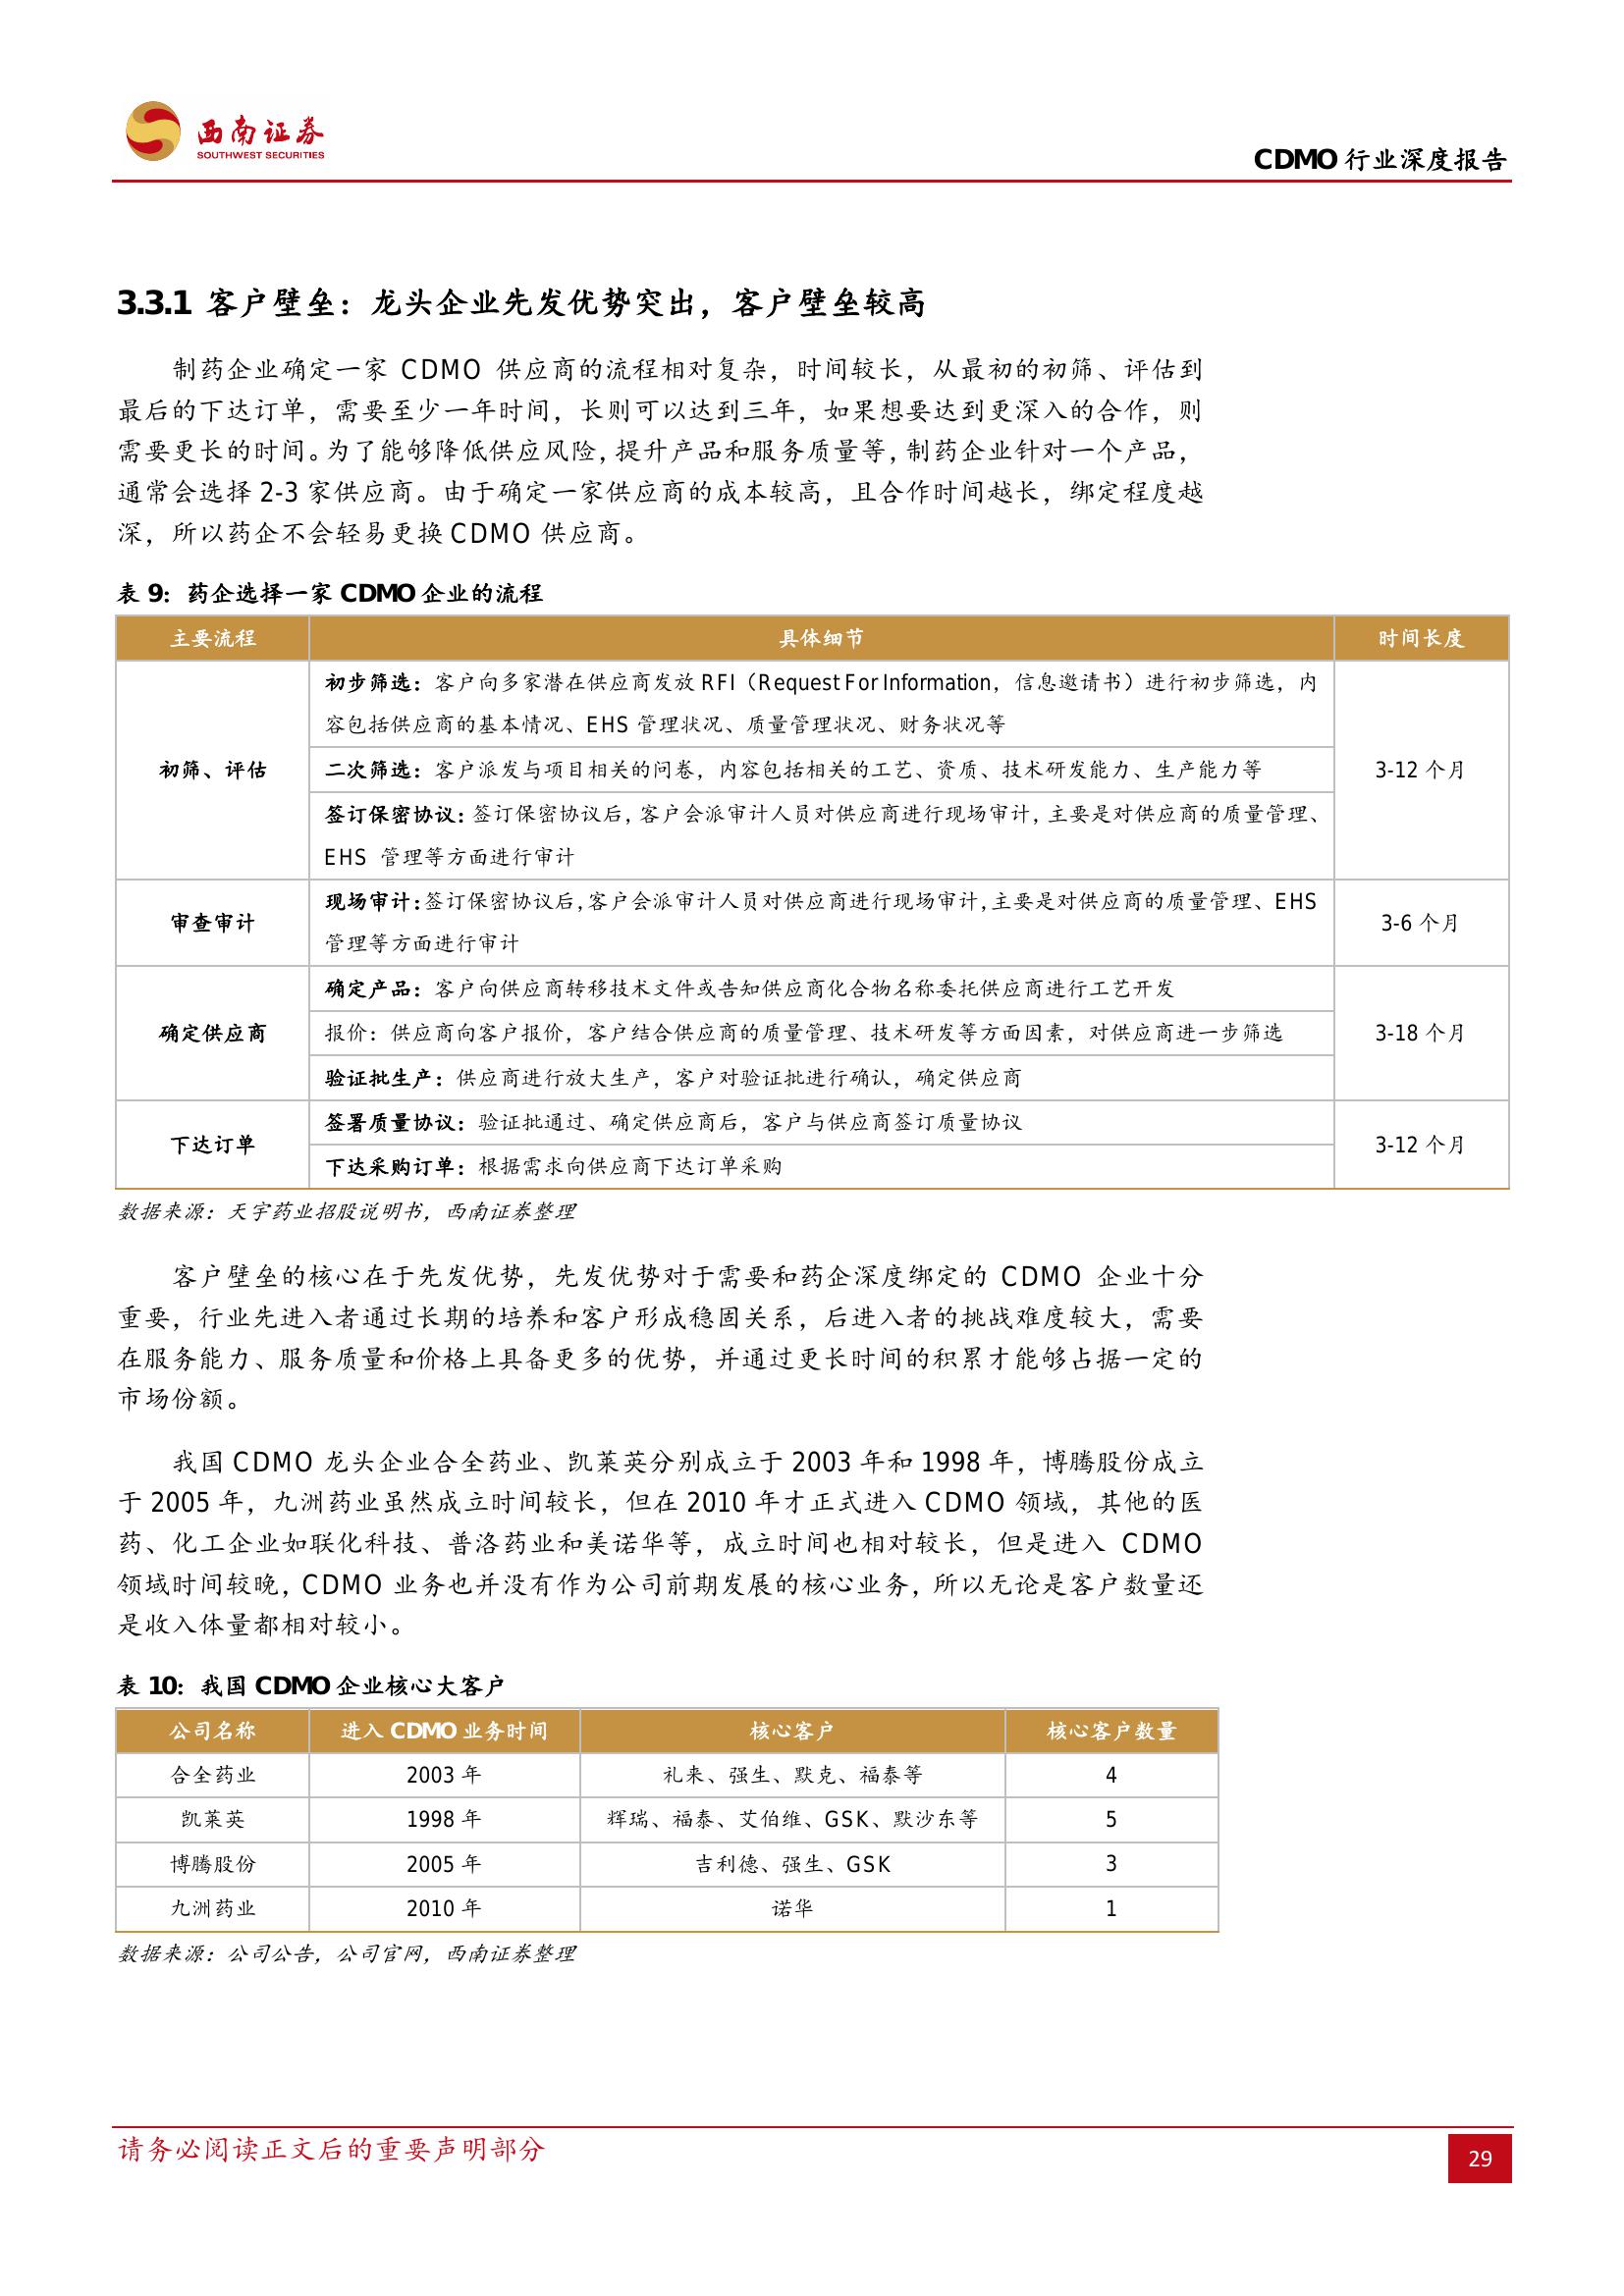 西南证券
SOUTHWEST SECURITIES
CDMO 行业深度报告
3.3.1 客户壁垒：龙头企业先发优势突出，客户壁垒较高
制药企业确定一家 CDMO 供应商的流程相对复杂，时间较长，从最初的初筛、评估到
最后的下达订单，需要至少一年时间，长则可以达到三年，如果想要达到更深入的合作，则
需要更长的时间。为了能够降低供应风险，提升产品和服务质量等，制药企业针对一个产品，
通常会选择 2-3 家供应商。由于确定一家供应商的成本较高，且合作时间越长，绑定程度越
深，所以药企不会轻易更换 CDMO 供应商。
表 9：药企选择一家 CDMO 企业的流程
主要流程 具体细节 时间长度
初步筛选：客户向多家潜在供应商发放 RFI（Request For Information，信息邀请书）进行初步筛选，内
容包括供应商的基本情况、EHS 管理状况、质量管理状况、财务状况等
初筛、评估 二次筛选：客户派发与项目相关的问卷，内容包括相关的工艺、资质、技术研发能力、生产能力等 3-12 个月
签订保密协议：签订保密协议后，客户会派审计人员对供应商进行现场审计，主要是对供应商的质量管理、
EHS 管理等方面进行审计
审查审计 现场审计：签订保密协议后，客户会派审计人员对供应商进行现场审计，主要是对供应商的质量管理、EHS 3-6 个月
管理等方面进行审计
确定产品：客户向供应商转移技术文件或告知供应商化合物名称委托供应商进行工艺开发
确定供应商 报价：供应商向客户报价，客户结合供应商的质量管理、技术研发等方面因素，对供应商进一步筛选 3-18 个月
验证批生产：供应商进行放大生产，客户对验证批进行确认，确定供应商
下达订单 签署质量协议：验证批通过、确定供应商后，客户与供应商签订质量协议 3-12 个月
下达采购订单：根据需求向供应商下达订单采购
数据来源：天宇药业招股说明书，西南证券整理
客户壁垒的核心在于先发优势，先发优势对于需要和药企深度绑定的 CDMO 企业十分
重要，行业先进入者通过长期的培养和客户形成稳固关系，后进入者的挑战难度较大，需要
在服务能力、服务质量和价格上具备更多的优势，并通过更长时间的积累才能够占据一定的
市场份额。
我国 CDMO 龙头企业合全药业、凯莱英分别成立于 2003 年和 1998 年，博腾股份成立
于 2005 年，九洲药业虽然成立时间较长，但在 2010 年才正式进入 CDMO 领域，其他的医
药、化工企业如联化科技、普洛药业和美诺华等，成立时间也相对较长，但是进入 CDMO
领域时间较晚，CDMO 业务也并没有作为公司前期发展的核心业务，所以无论是客户数量还
是收入体量都相对较小。
表 10：我国 CDMO 企业核心大客户
公司名称 进入 CDMO 业务时间 核心客户 核心客户数量
合全药业 2003 年 礼来、强生、默克、福泰等 4
凯莱英 1998 年 辉瑞、福泰、艾伯维、GSK、默沙东等 5
博腾股份 2005 年 吉利德、强生、GSK 3
九洲药业 2010 年 诺华 1
数据来源：公司公告，公司官网，西南证券整理
请务必阅读正文后的重要声明部分
29